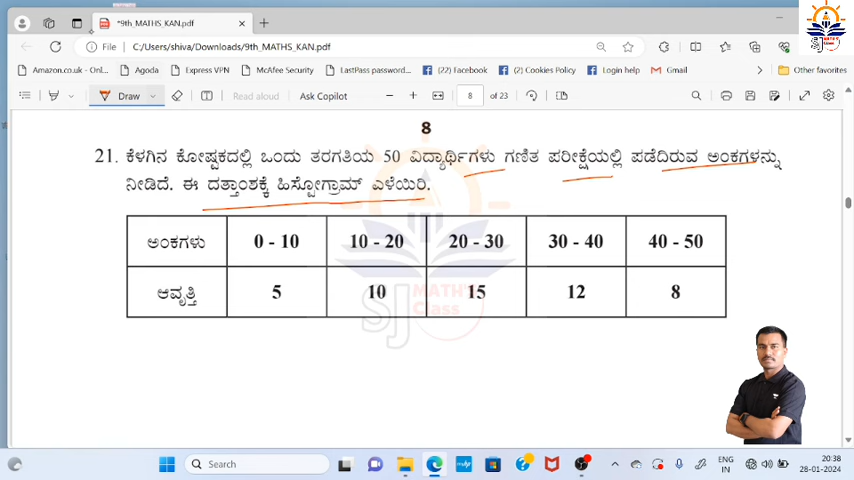 *9th_MATHS_KAN.pdf
File C:/Users/shiva/Downloads/9th_MATHS_KAN.pdf
Amazon.co.uk - Onl... Agoda Express VPN McAfee Security LastPass password... (22) Facebook (2) Cookies Policy Login help Gmail Other favorites
Draw Read aloud Ask Copilot 8 of 23
8
21. ಕೆಳಗಿನ ಕೋಷ್ಟಕದಲ್ಲಿ ಒಂದು ತರಗತಿಯ 50 ವಿದ್ಯಾರ್ಥಿಗಳು ಗಣಿತ ಪರೀಕ್ಷೆಯಲ್ಲಿ ಪಡೆದಿರುವ ಅಂಕಗಳನ್ನು
ನೀಡಿದೆ. ಈ ದತ್ತಾಂಶಕ್ಕೆ ಹಿಸ್ಟೋಗ್ರಾಮ್ ಎಳೆಯಿರಿ.
ಅಂಕಗಳು 0 - 10 10 - 20 20 - 30 30 - 40 40 - 50
ಆವೃತ್ತಿ 5 10 15 12 8
SJ MATH'S Class
Search
ENG IN 20:38 28-01-2024